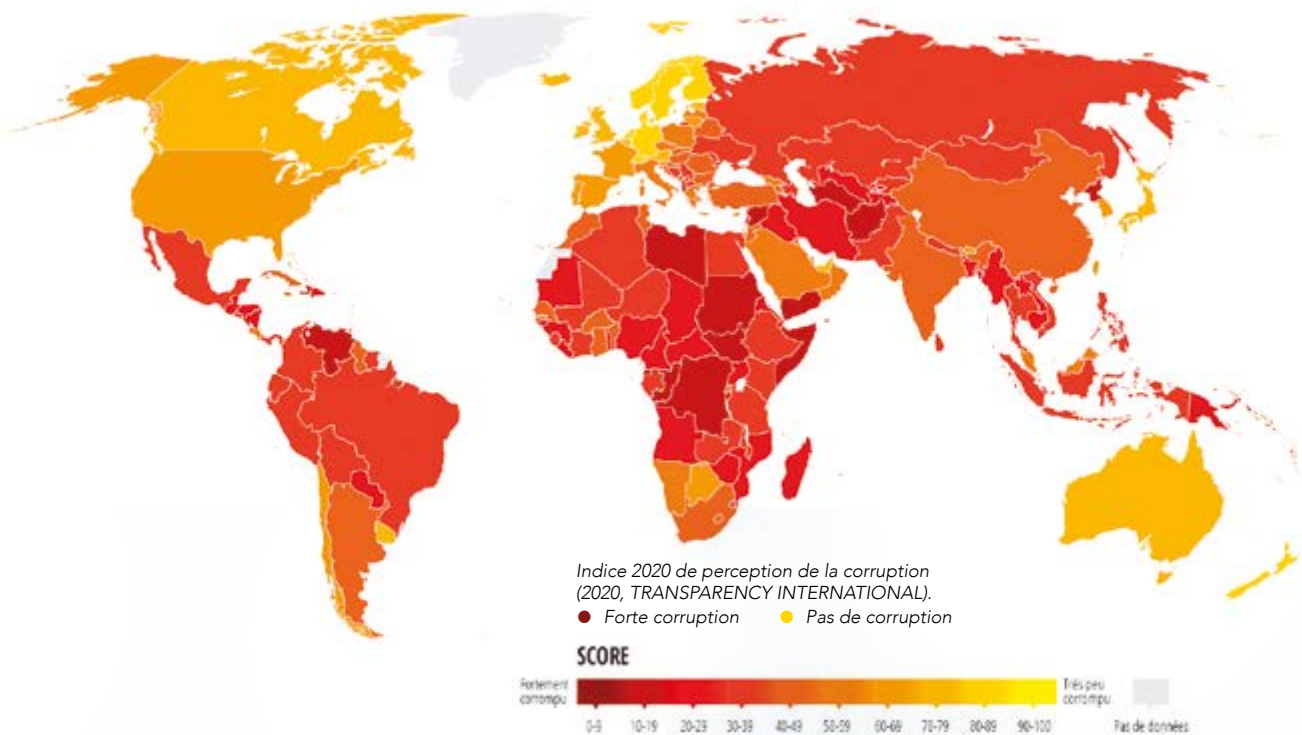 Indice 2020 de perception de la corruption
(2020, TRANSPARENCY INTERNATIONAL).
Forte corruption Pas de corruption
SCORE
Fortement
corrompu
Très peu
corrompu
0-9 10-19 20-29 30-39 40-49 50-59 60-69 70-79 80-89 90-100 Pas de données